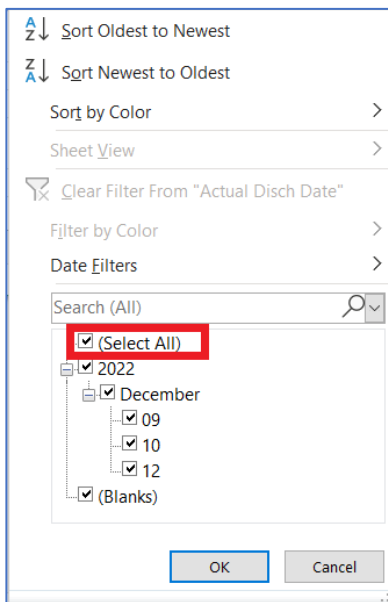 Sort Oldest to Newest
Sort Newest to Oldest
Sort by Color
Sheet View
Clear Filter From "Actual Disch Date"
Filter by Color
Date Filters
Search (All)
(Select All)
2022
December
09
10
12
(Blanks)
OK Cancel